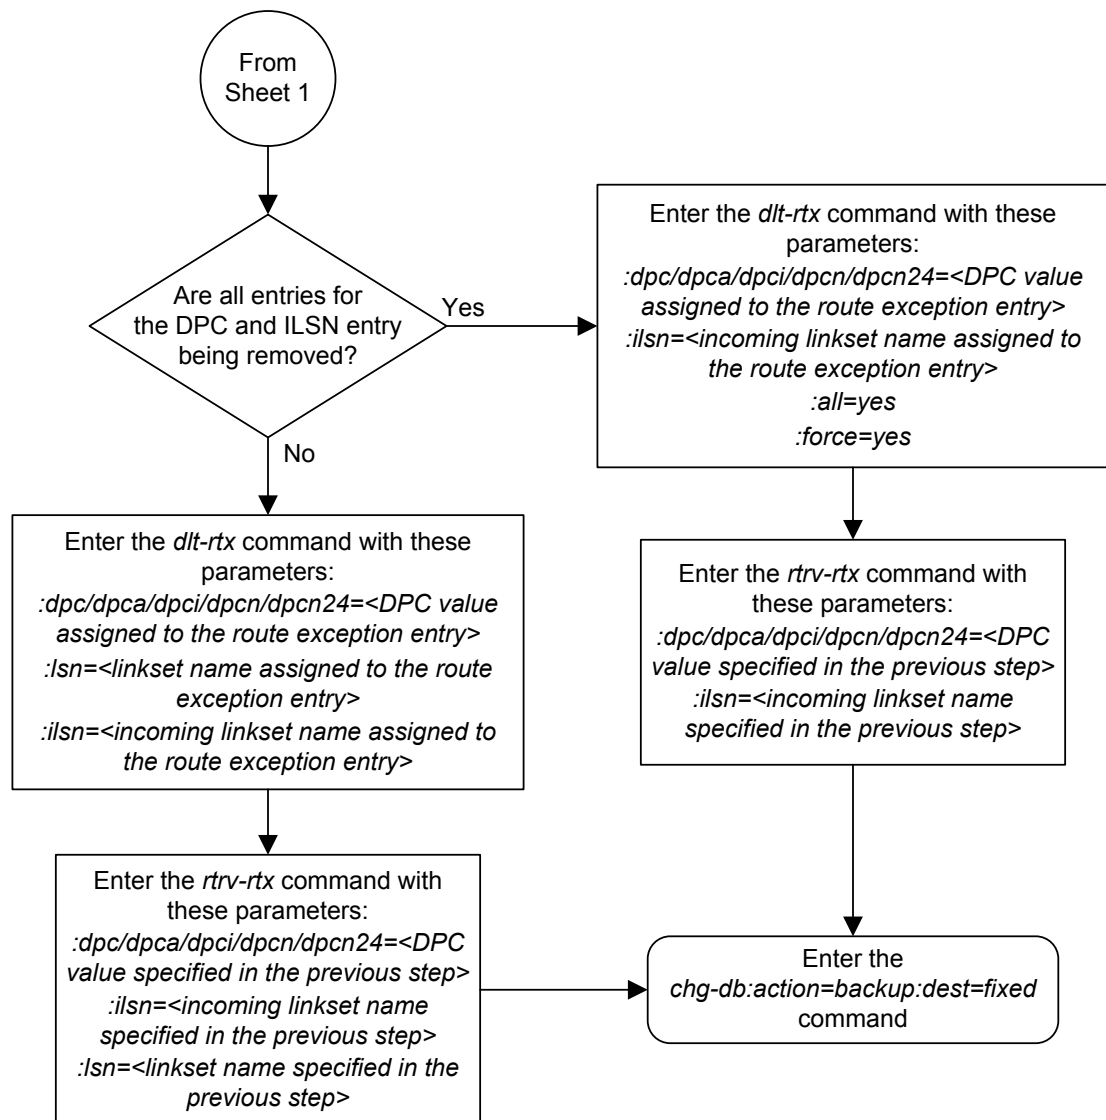 From
Sheet 1
Are all entries for
the DPC and ILSN entry
being removed?
Yes
No
Enter the dlt-rtx command with these
parameters:
:dpc/dpca/dpci/dpcn/dpcn24=<DPC value
assigned to the route exception entry>
:ilsn=<incoming linkset name assigned to
the route exception entry>
:all=yes
:force=yes
Enter the rtrv-rtx command with
these parameters:
:dpc/dpca/dpci/dpcn/dpcn24=<DPC
value specified in the previous step>
:ilsn=<incoming linkset name
specified in the previous step>
Enter the dlt-rtx command with these
parameters:
:dpc/dpca/dpci/dpcn/dpcn24=<DPC value
assigned to the route exception entry>
:lsn=<linkset name assigned to the route
exception entry>
:ilsn=<incoming linkset name assigned to
the route exception entry>
Enter the rtrv-rtx command with
these parameters:
:dpc/dpca/dpci/dpcn/dpcn24=<DPC
value specified in the previous step>
:ilsn=<incoming linkset name
specified in the previous step>
:lsn=<linkset name specified in the
previous step>
Enter the
chg-db:action=backup:dest=fixed
command